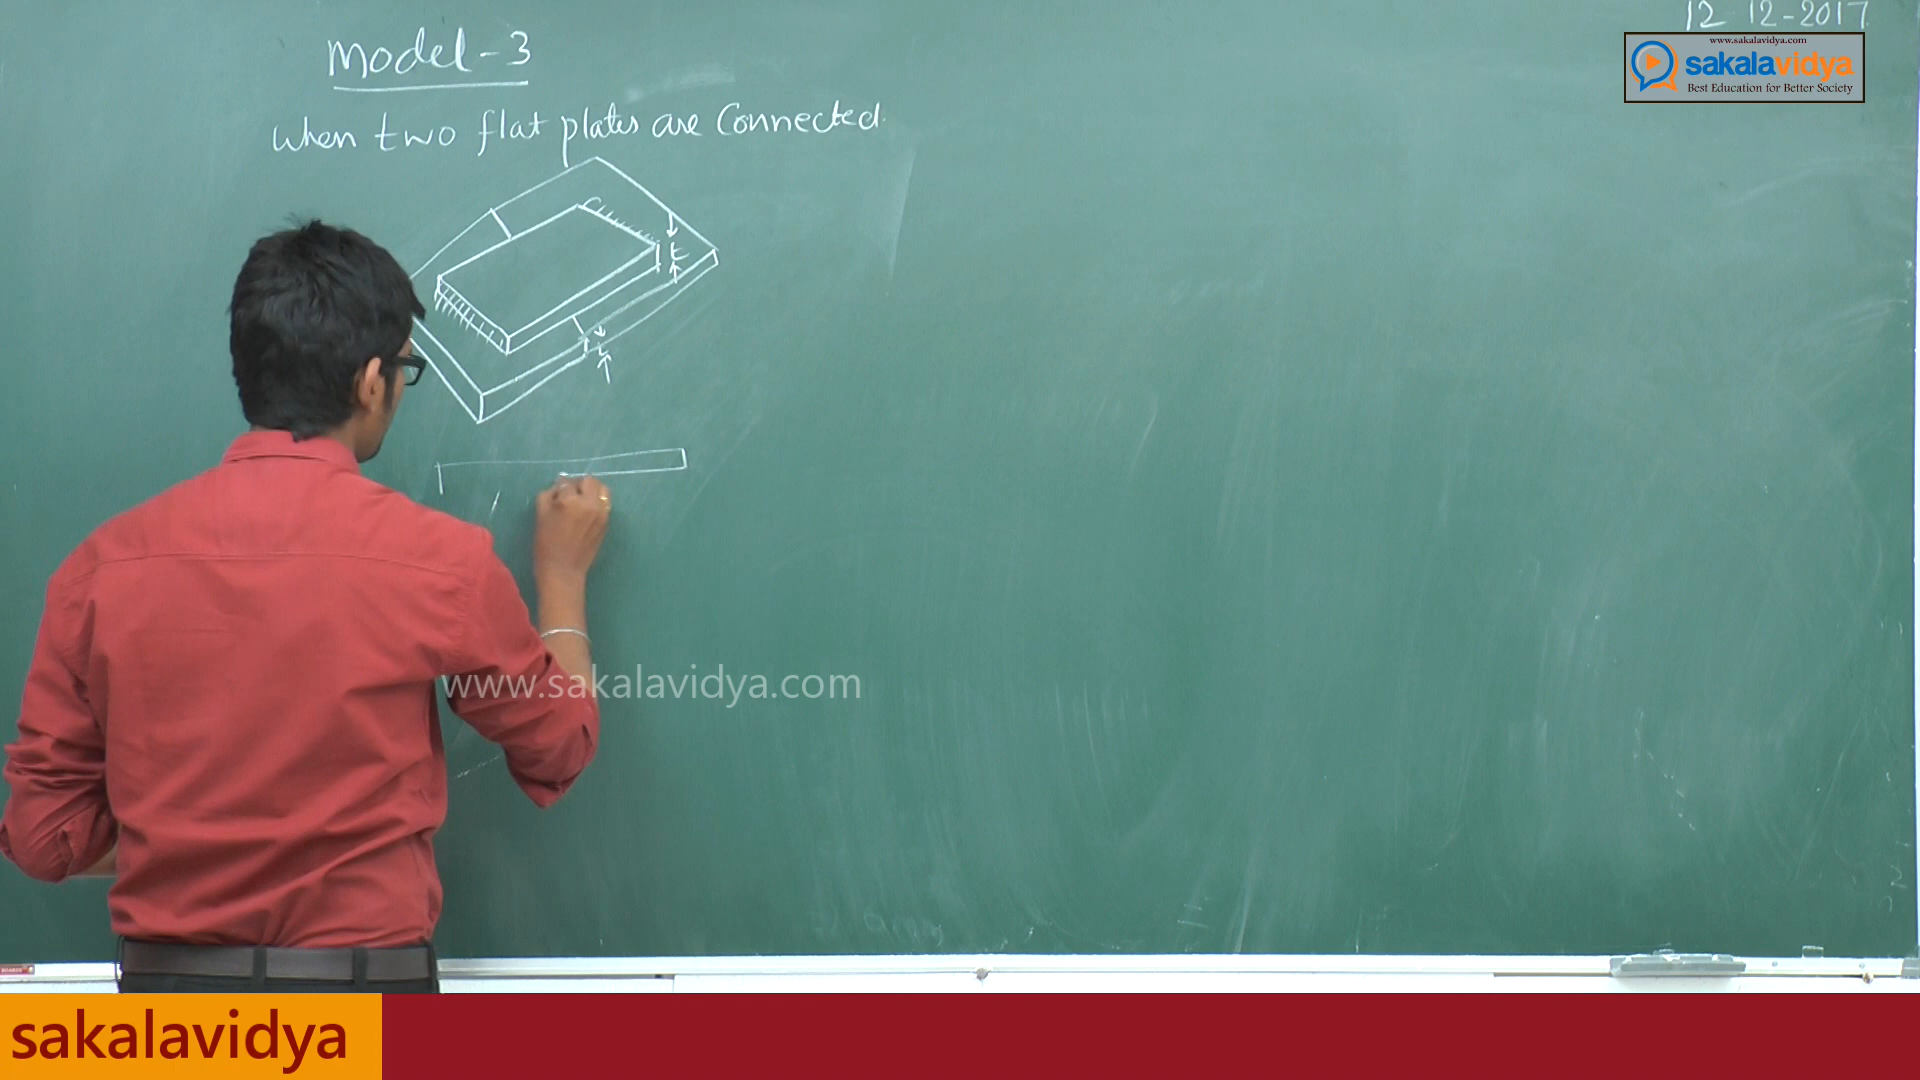 12-12-2017
www.sakalavidya.com
sakalavidya
Best Education for Better Society
Model-3
When two flat plates are Connected.
t
t
www.sakalavidya.com
sakalavidya